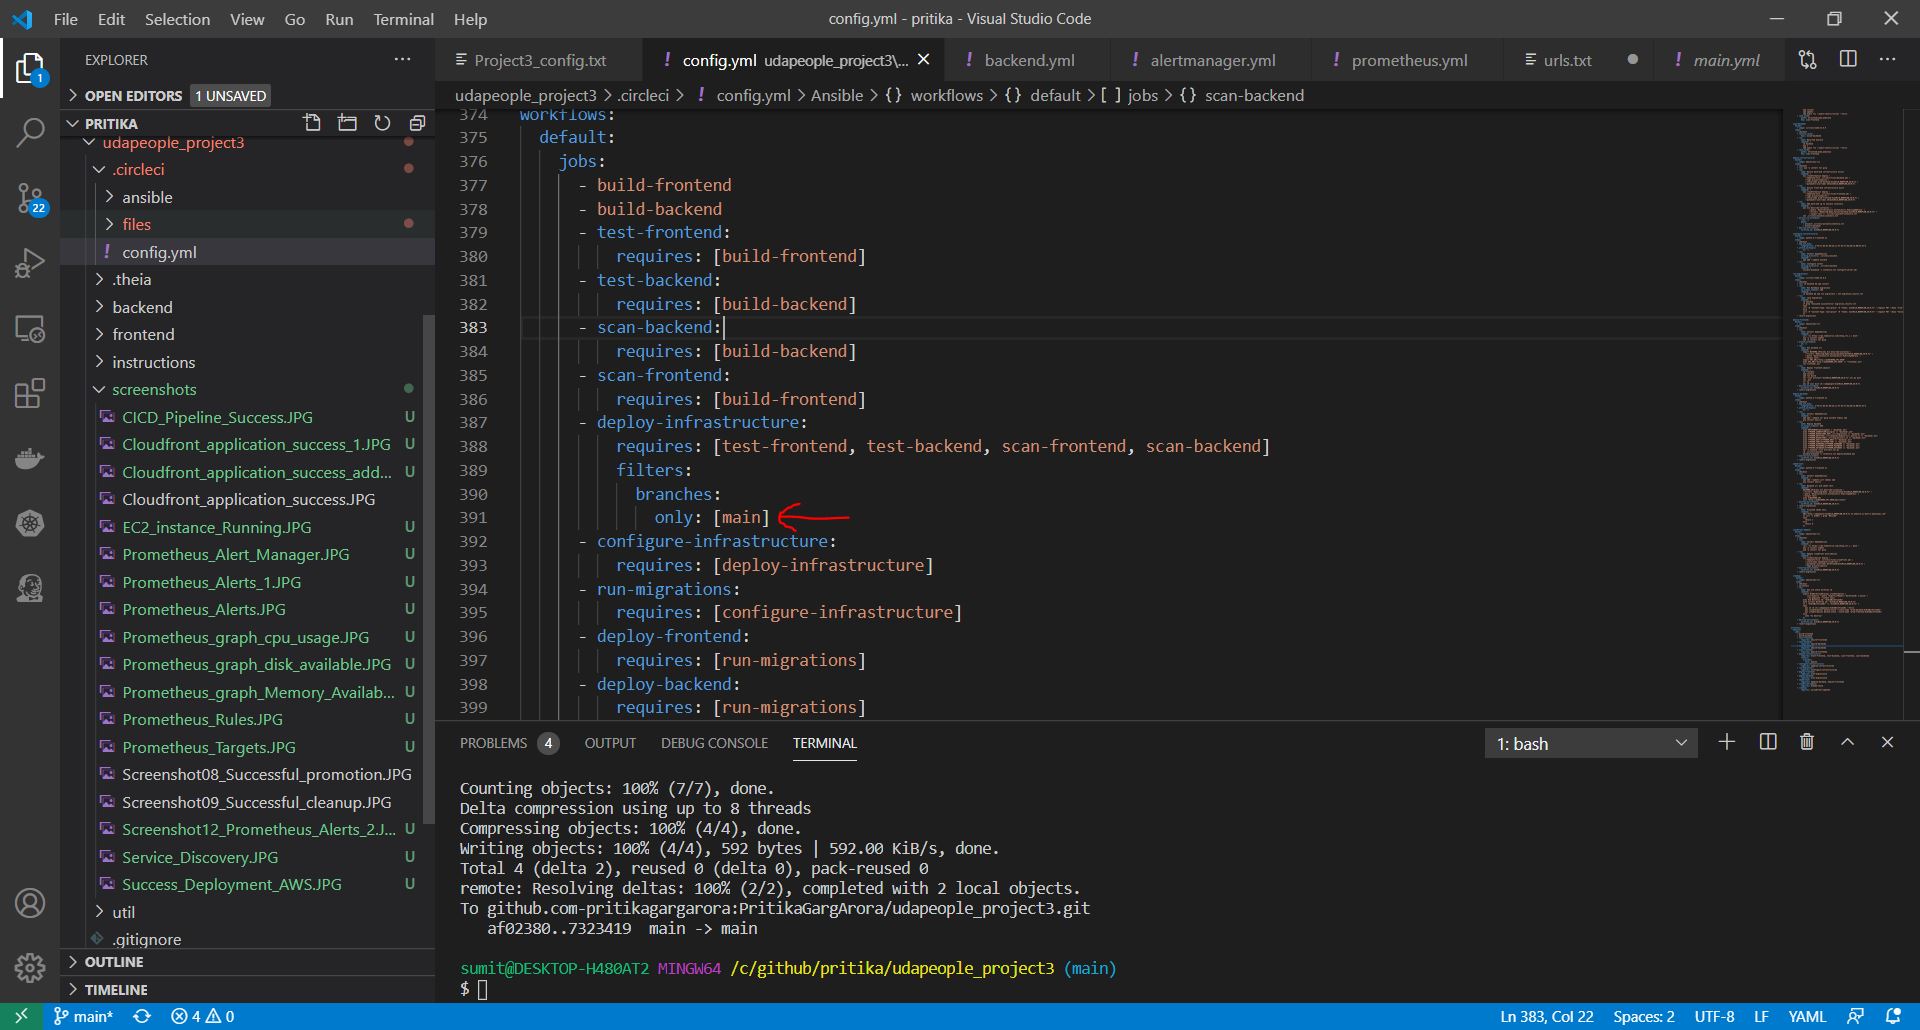 File Edit Selection View Go Run Terminal Help
config.yml - pritika - Visual Studio Code
EXPLORER
OPEN EDITORS 1 UNSAVED
PRITIKA
udapeople_project3
.circleci
ansible
files
config.yml
.theia
backend
frontend
instructions
screenshots
CICD_Pipeline_Success.JPG U
Cloudfront_application_success_1.JPG U
Cloudfront_application_success_add... U
Cloudfront_application_success.JPG
EC2_instance_Running.JPG U
Prometheus_Alert_Manager.JPG U
Prometheus_Alerts_1.JPG U
Prometheus_Alerts.JPG U
Prometheus_graph_cpu_usage.JPG U
Prometheus_graph_disk_available.JPG U
Prometheus_graph_Memory_Availab... U
Prometheus_Rules.JPG U
Prometheus_Targets.JPG U
Screenshot08_Successful_promotion.JPG
Screenshot09_Successful_cleanup.JPG
Screenshot12_Prometheus_Alerts_2.J... U
Service_Discovery.JPG U
Success_Deployment_AWS.JPG U
util
.gitignore
OUTLINE
TIMELINE
1
22
Project3_config.txt
config.yml udapeople_project3\...
backend.yml
alertmanager.yml
prometheus.yml
urls.txt
main.yml
udapeople_project3 > .circleci > ! config.yml > Ansible > {} workflows > {} default > [ ] jobs > {} scan-backend
374 workflows:
375 default:
376 jobs:
377 - build-frontend
378 - build-backend
379 - test-frontend:
380 requires: [build-frontend]
381 - test-backend:
382 requires: [build-backend]
383 - scan-backend:
384 requires: [build-backend]
385 - scan-frontend:
386 requires: [build-frontend]
387 - deploy-infrastructure:
388 requires: [test-frontend, test-backend, scan-frontend, scan-backend]
389 filters:
390 branches:
391 only: [main]
392 - configure-infrastructure:
393 requires: [deploy-infrastructure]
394 - run-migrations:
395 requires: [configure-infrastructure]
396 - deploy-frontend:
397 requires: [run-migrations]
398 - deploy-backend:
399 requires: [run-migrations]
PROBLEMS 4 OUTPUT DEBUG CONSOLE TERMINAL
1: bash
Counting objects: 100% (7/7), done.
Delta compression using up to 8 threads
Compressing objects: 100% (4/4), done.
Writing objects: 100% (4/4), 592 bytes | 592.00 KiB/s, done.
Total 4 (delta 2), reused 0 (delta 0), pack-reused 0
remote: Resolving deltas: 100% (2/2), completed with 2 local objects.
To github.com-pritikagargarora:PritikaGargArora/udapeople_project3.git
af02380..7323419 main -> main
sumit@DESKTOP-H480AT2 MINGW64 /c/github/pritika/udapeople_project3 (main)
$
main* 4 0
Ln 383, Col 22 Spaces: 2 UTF-8 LF YAML